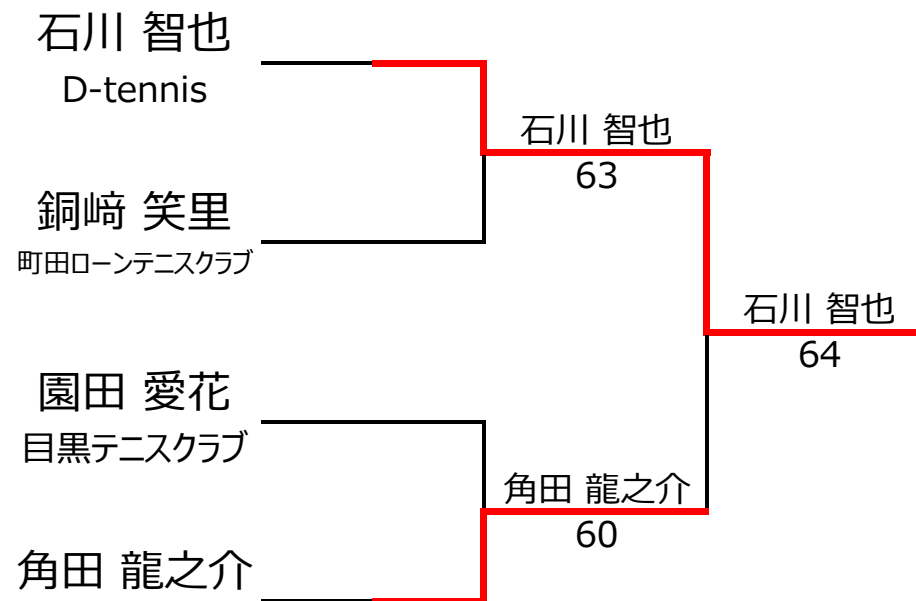 石川 智也
D-tennis
石川 智也
63
銅﨑 笑里
町田ローンテニスクラブ
石川 智也
64
園田 愛花
目黒テニスクラブ
角田 龍之介
60
角田 龍之介